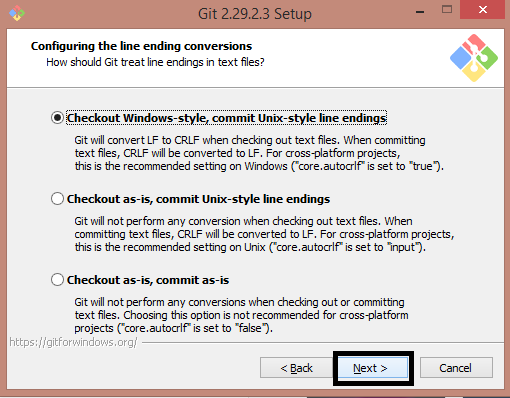 Git 2.29.2.3 Setup
Configuring the line ending conversions
How should Git treat line endings in text files?
Checkout Windows-style, commit Unix-style line endings
Git will convert LF to CRLF when checking out text files. When committing
text files, CRLF will be converted to LF. For cross-platform projects,
this is the recommended setting on Windows ("core.autocrlf" is set to "true").
Checkout as-is, commit Unix-style line endings
Git will not perform any conversion when checking out text files. When
committing text files, CRLF will be converted to LF. For cross-platform projects,
this is the recommended setting on Unix ("core.autocrlf" is set to "input").
Checkout as-is, commit as-is
Git will not perform any conversions when checking out or committing
text files. Choosing this option is not recommended for cross-platform
projects ("core.autocrlf" is set to "false").
https://gitforwindows.org/
< Back
Next >
Cancel